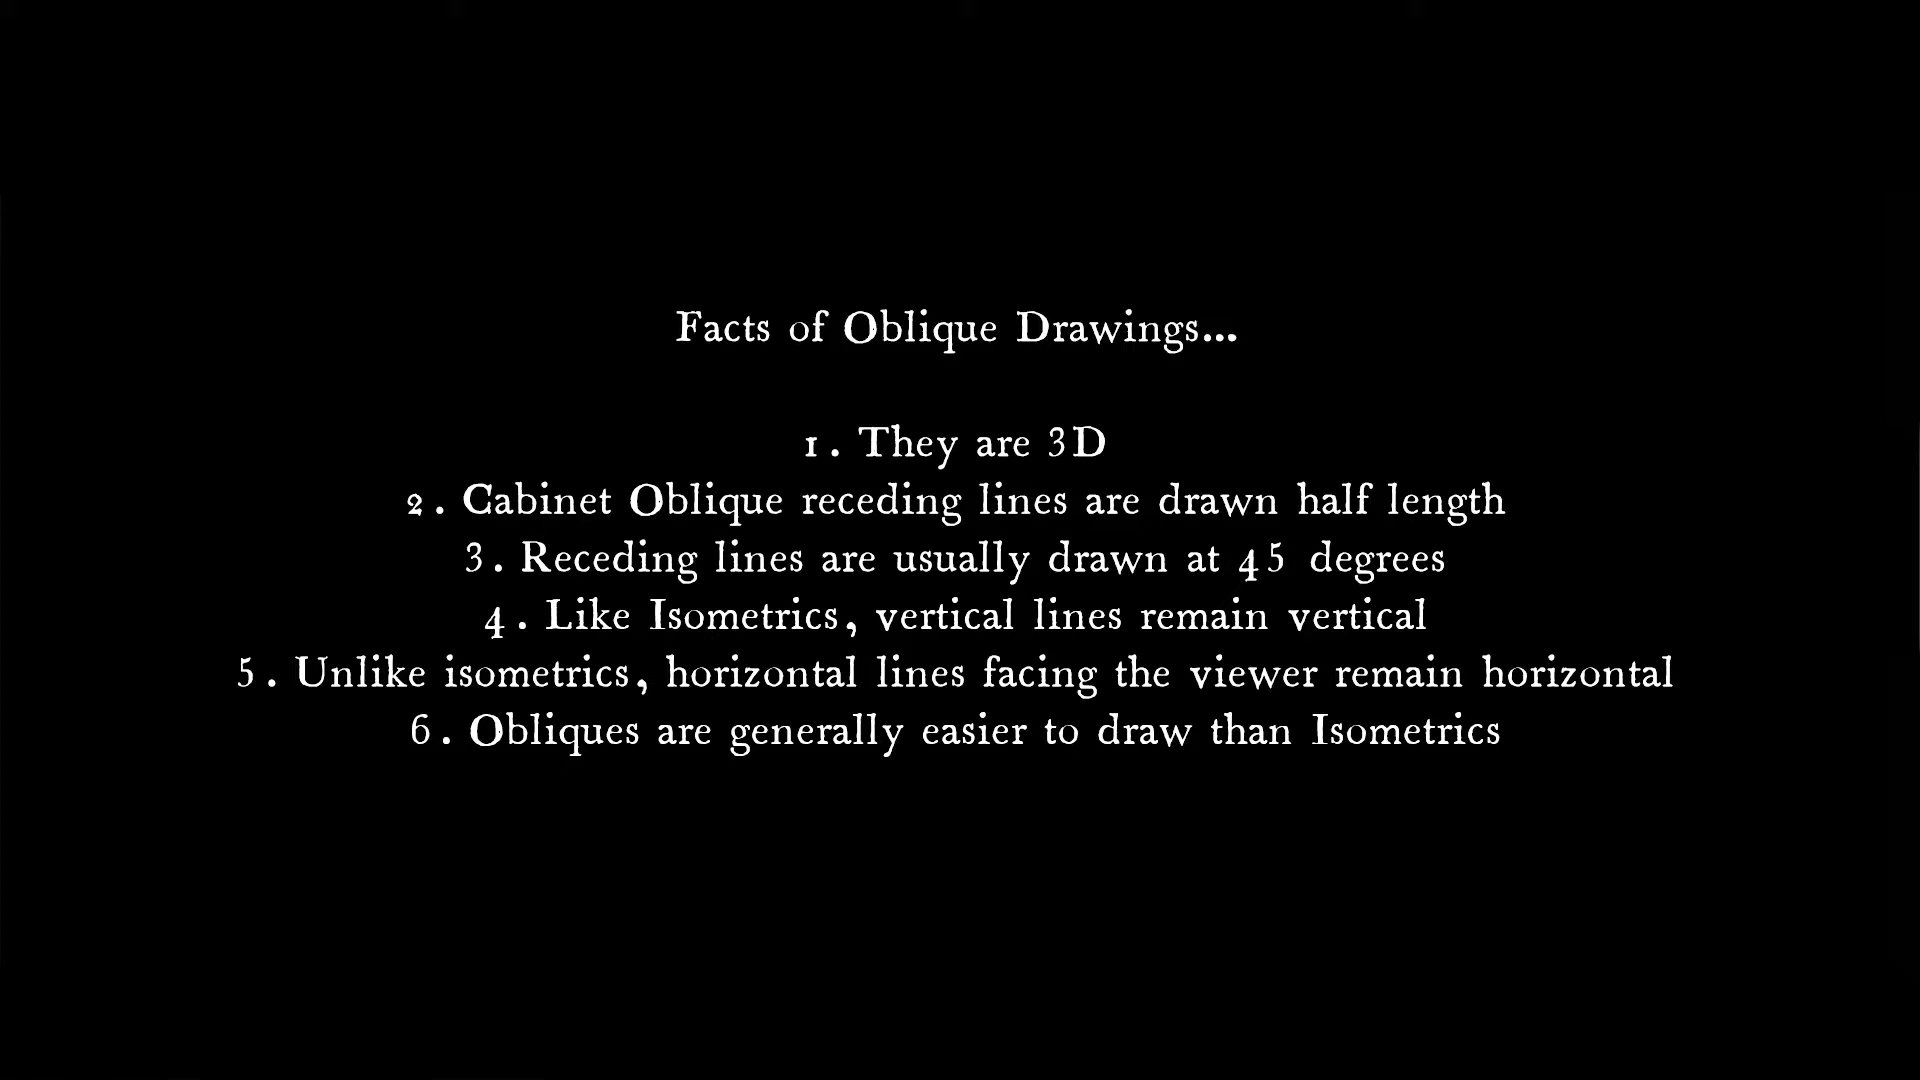 Facts of Oblique Drawings...
1. They are 3D
2. Cabinet Oblique receding lines are drawn half length
3. Receding lines are usually drawn at 45 degrees
4. Like Isometrics, vertical lines remain vertical
5. Unlike isometrics, horizontal lines facing the viewer remain horizontal
6. Obliques are generally easier to draw than Isometrics